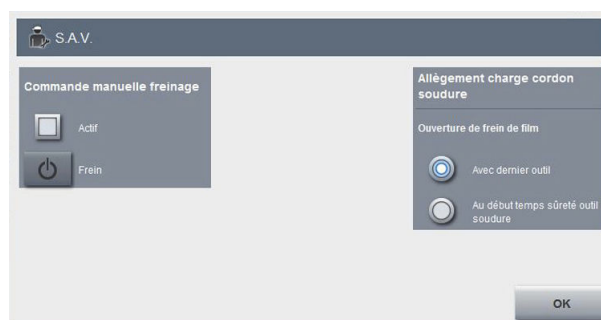 S.A.V.
Commande manuelle freinage
Actif
Frein
Allègement charge cordon
soudure
Ouverture de frein de film
Avec dernier outil
Au début temps sûreté outil
soudure
OK